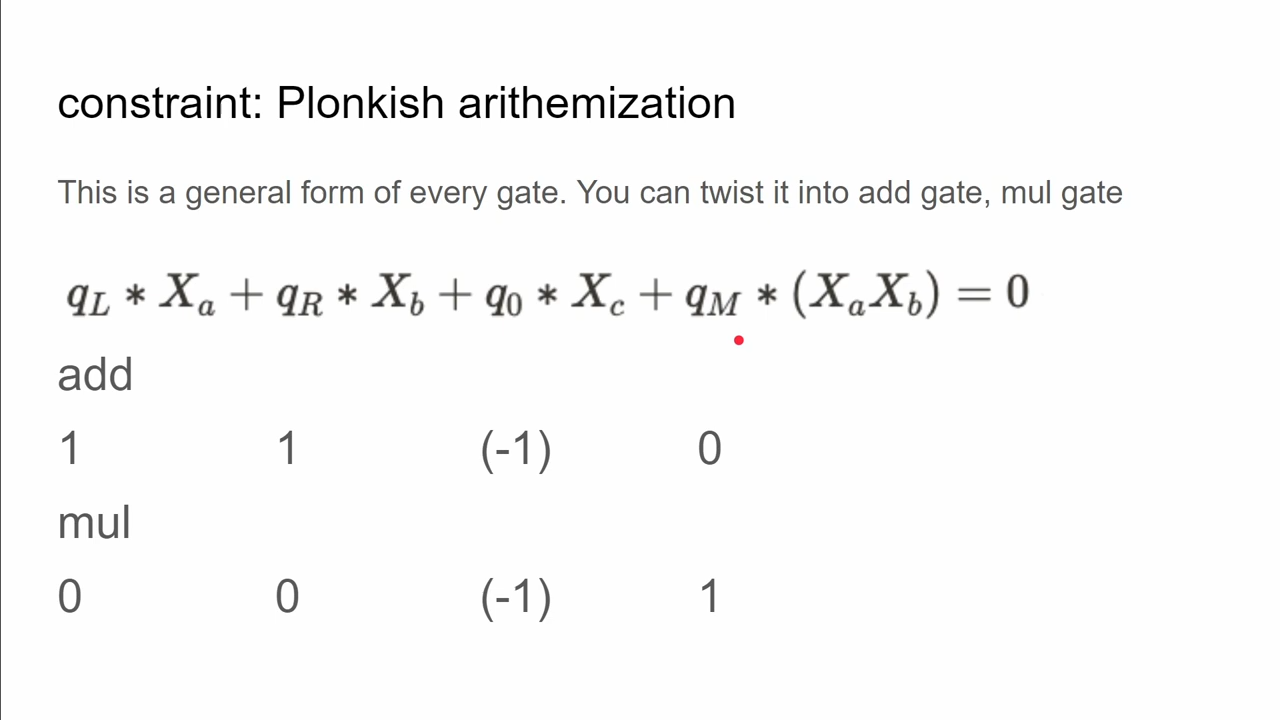 constraint: Plonkish arithemization
This is a general form of every gate. You can twist it into add gate, mul gate
q_L * X_a + q_R * X_b + q_0 * X_c + q_M * (X_a X_b) = 0
add
1 1 (-1) 0
mul
0 0 (-1) 1